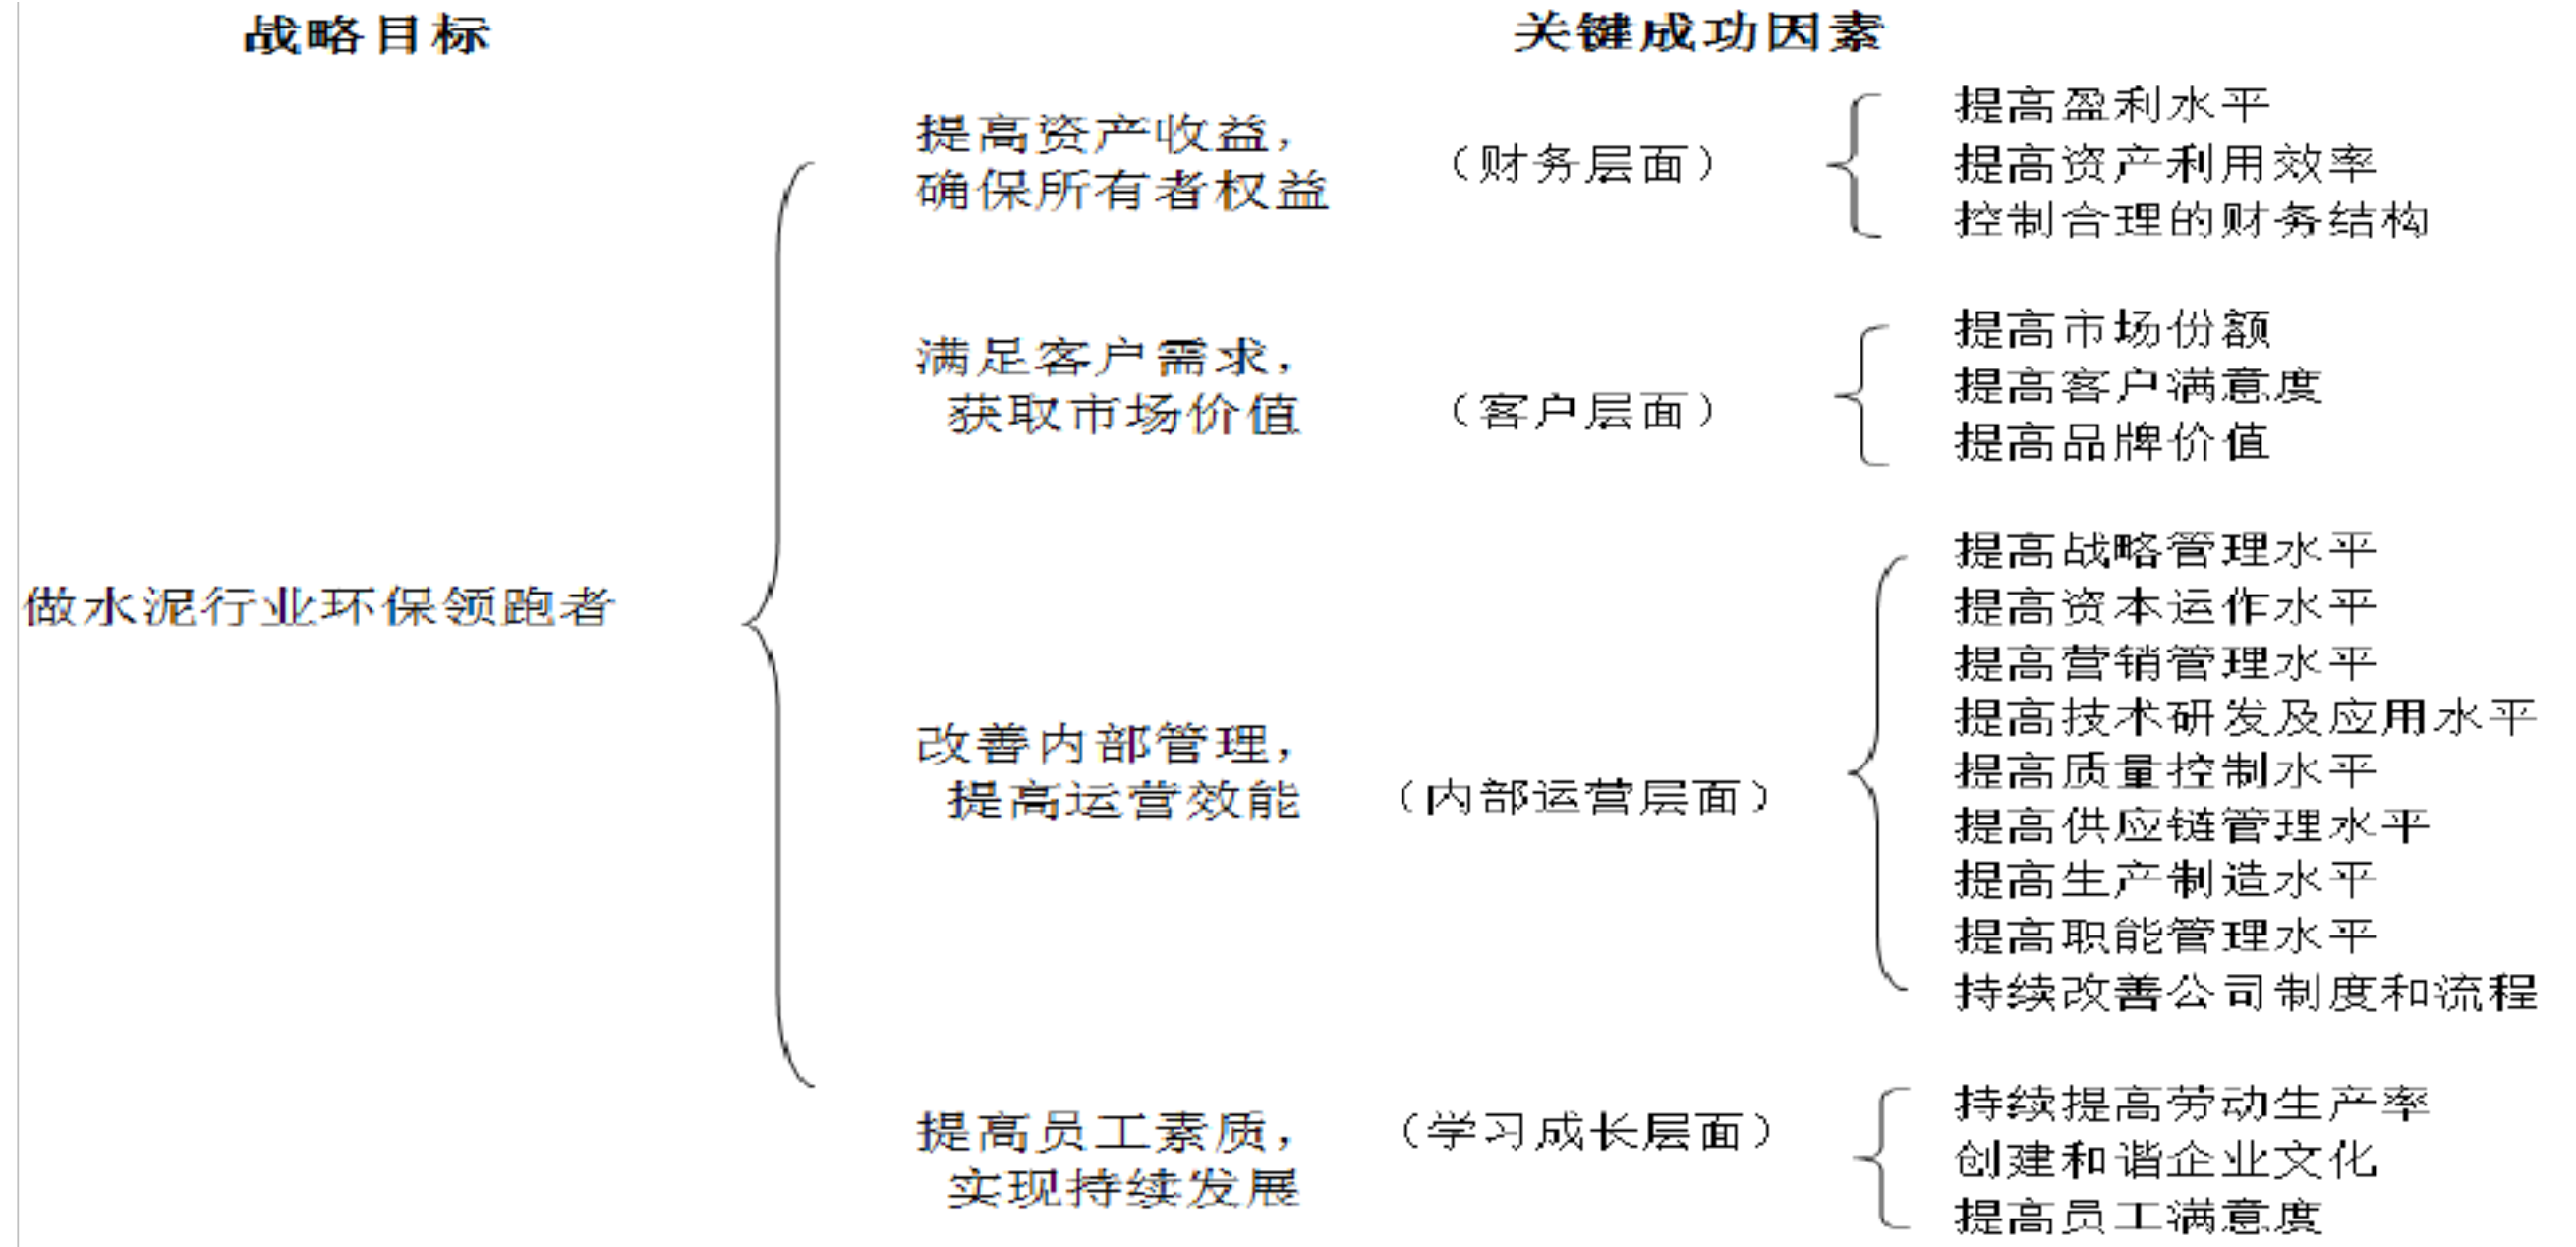 战略目标
关键成功因素
做水泥行业环保领跑者
提高资产收益，
确保所有者权益
（财务层面）
提高盈利水平
提高资产利用效率
控制合理的财务结构
满足客户需求，
获取市场价值
（客户层面）
提高市场份额
提高客户满意度
提高品牌价值
改善内部管理，
提高运营效能
（内部运营层面）
提高战略管理水平
提高资本运作水平
提高营销管理水平
提高技术研发及应用水平
提高质量控制水平
提高供应链管理水平
提高生产制造水平
提高职能管理水平
持续改善公司制度和流程
提高员工素质，
实现持续发展
（学习成长层面）
持续提高劳动生产率
创建和谐企业文化
提高员工满意度